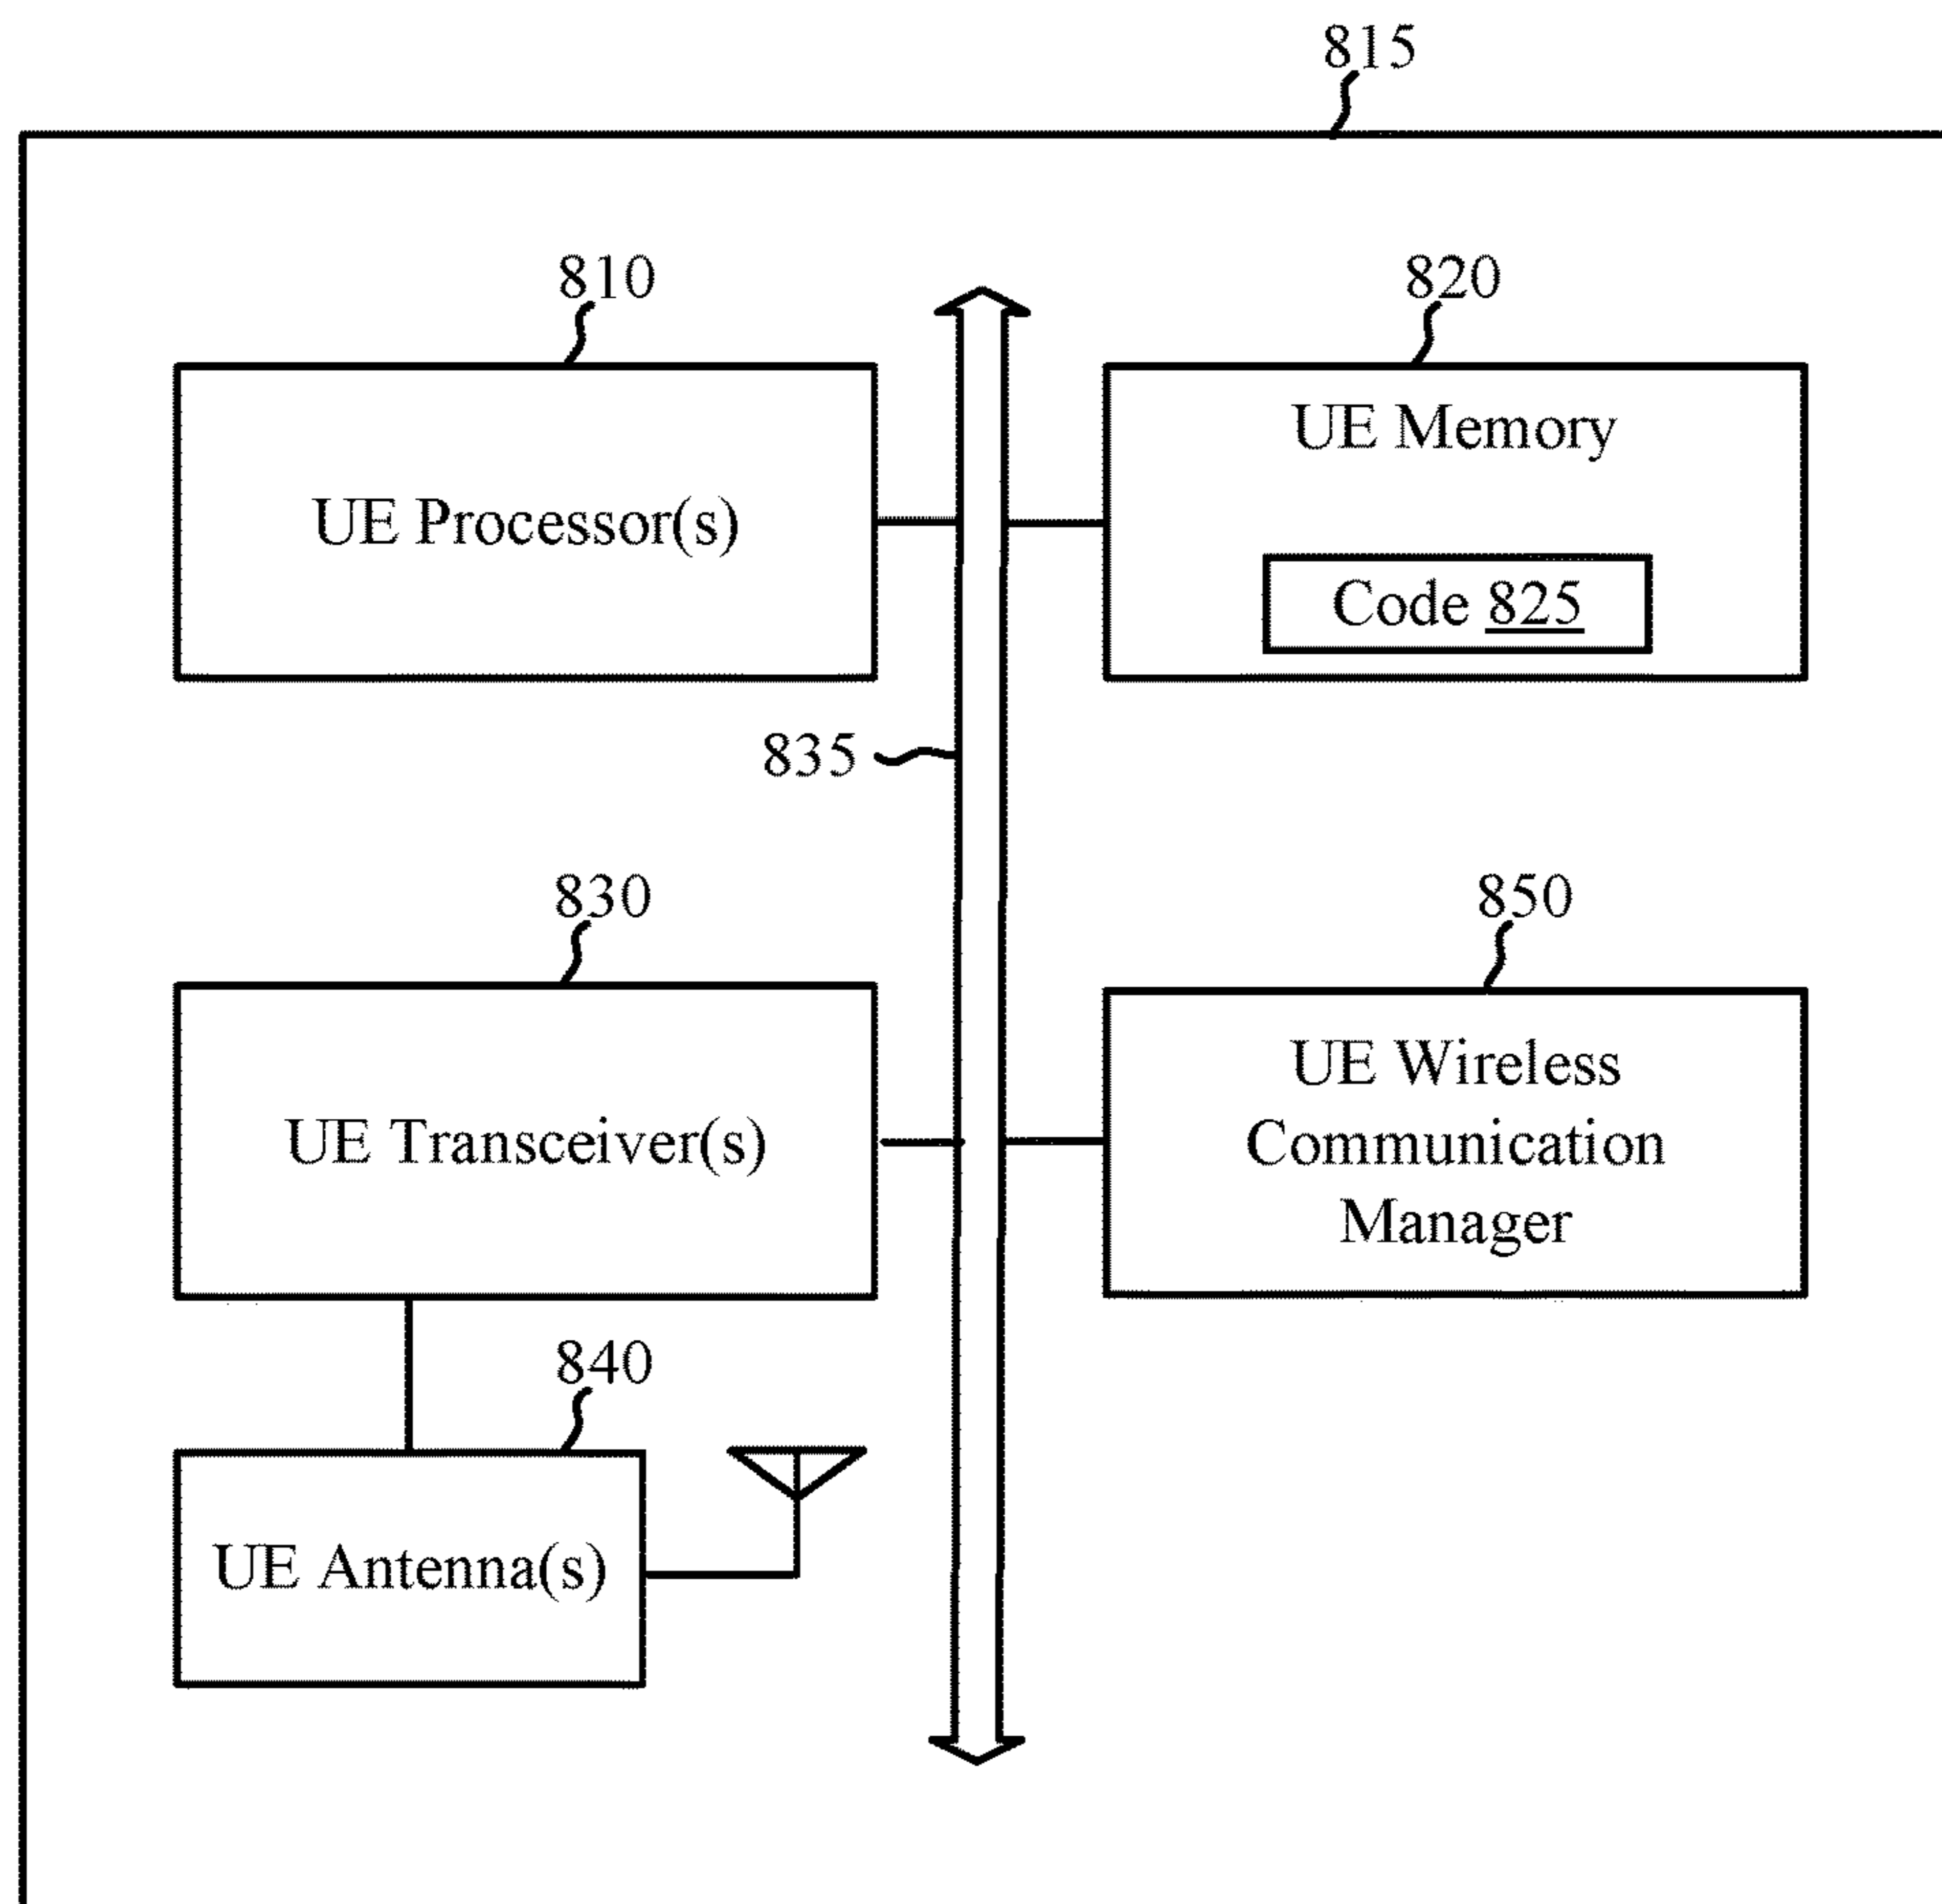 815
810
820
UE Processor(s)
UE Memory
Code 825
835
830
850
UE Transceiver(s)
UE Wireless
Communication
Manager
840
UE Antenna(s)